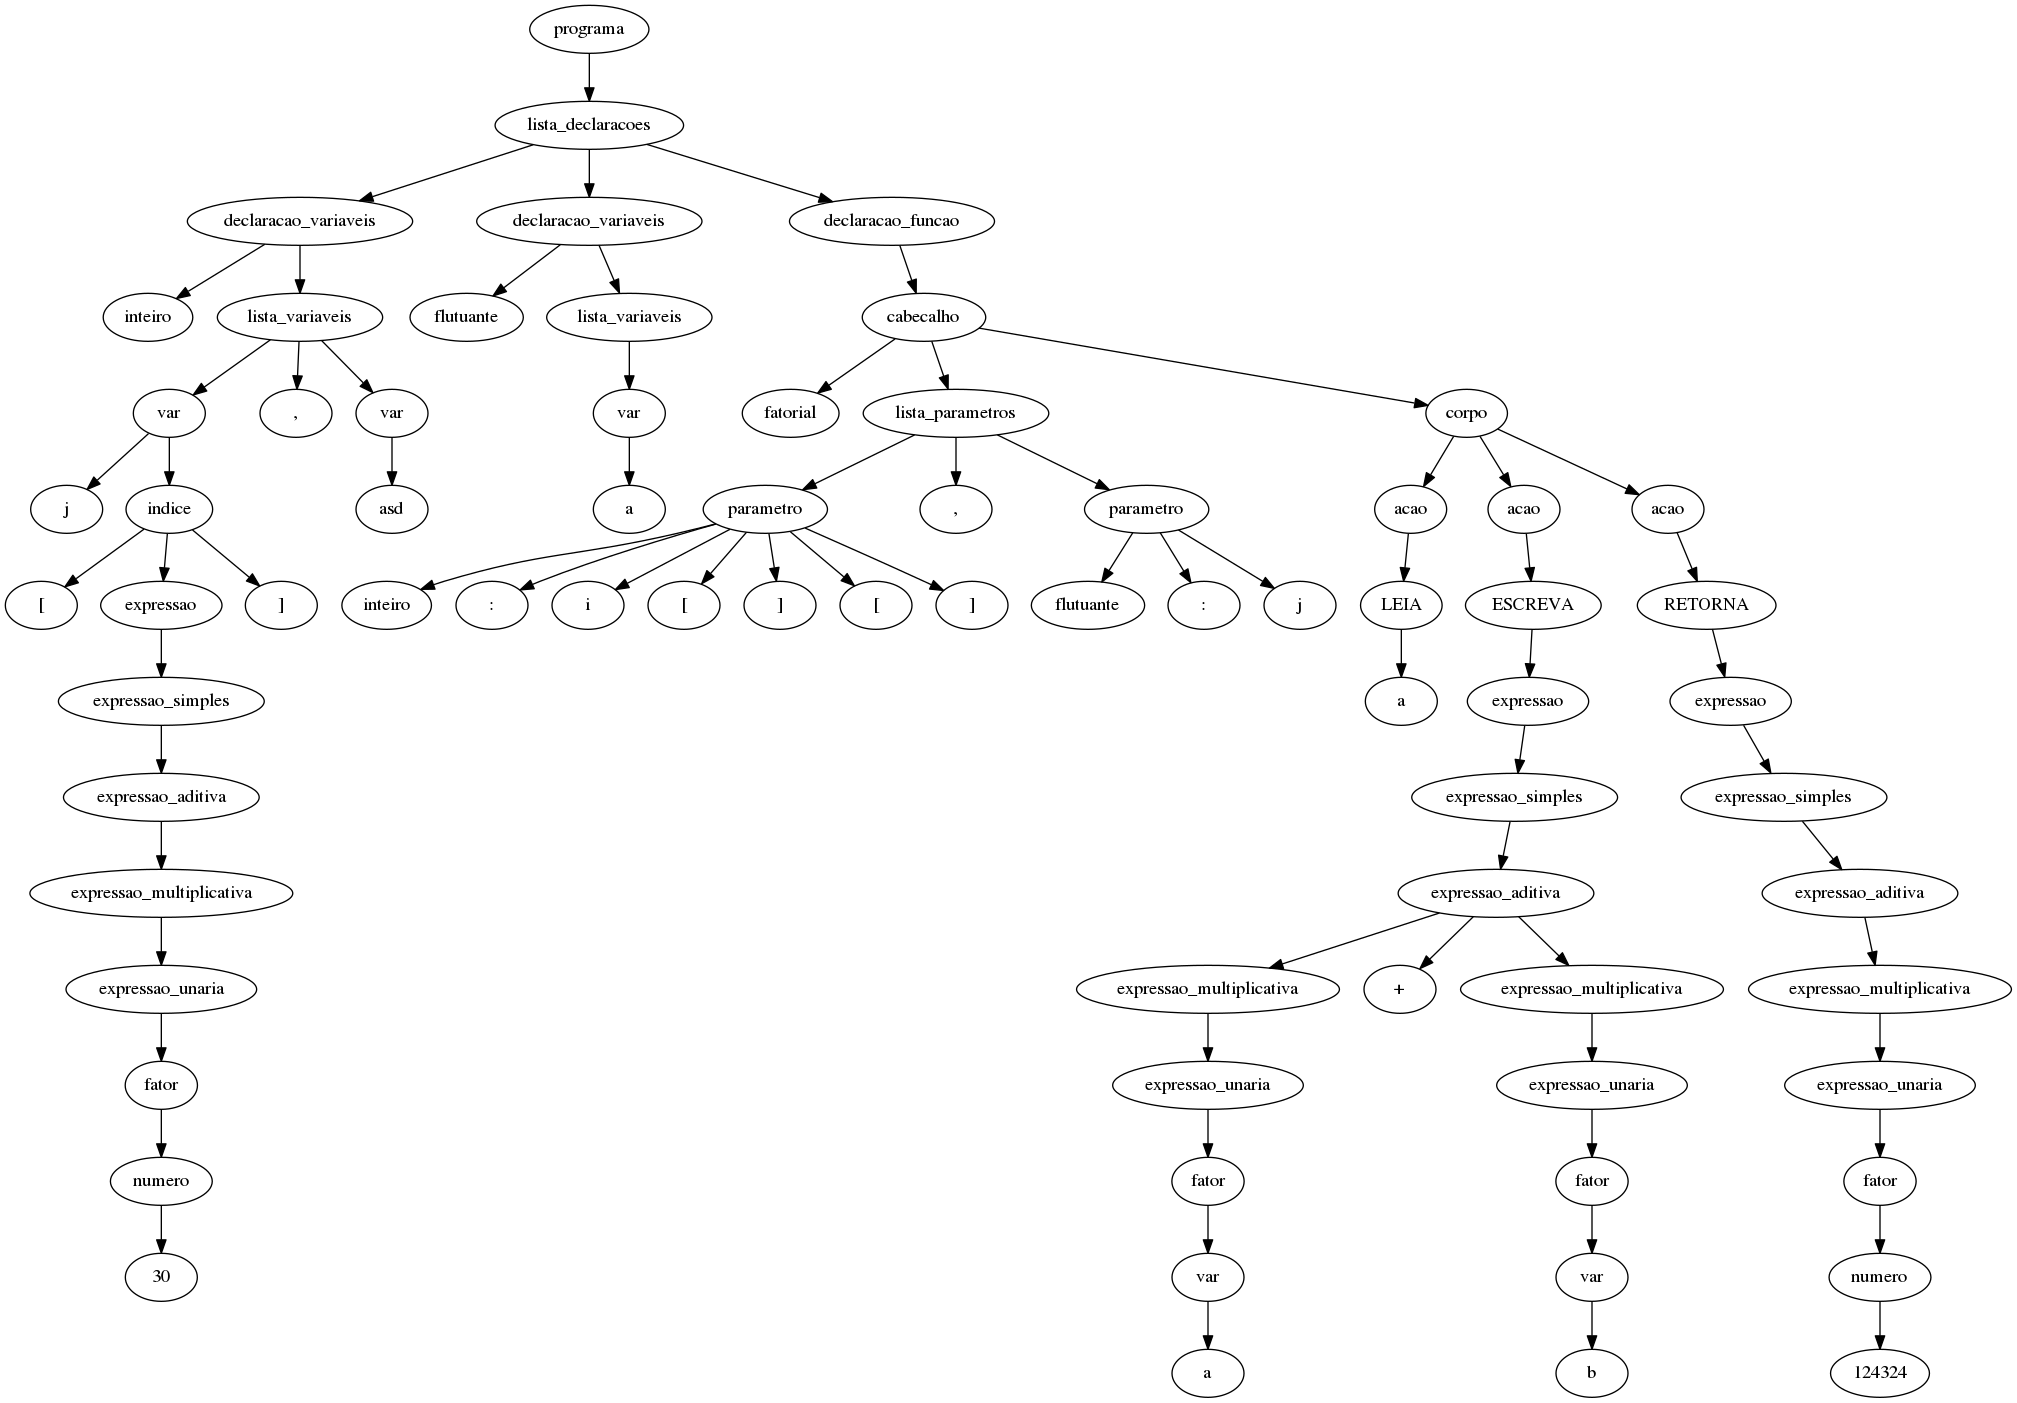 programa
lista_declaracoes
declaracao_variaveis declaracao_variaveis declaracao_funcao
inteiro lista_variaveis flutuante lista_variaveis cabecalho
var , var var fatorial lista_parametros corpo
j indice asd a parametro , parametro acao acao acao
[ expressao ] inteiro : i [ ] [ ] flutuante : j LEIA ESCREVA RETORNA
expressao_simples a expressao expressao
expressao_aditiva expressao_simples expressao_simples
expressao_multiplicativa expressao_aditiva expressao_aditiva
expressao_unaria expressao_multiplicativa + expressao_multiplicativa expressao_multiplicativa
fator expressao_unaria expressao_unaria expressao_unaria
numero fator fator fator
30 var var numero
a b 124324